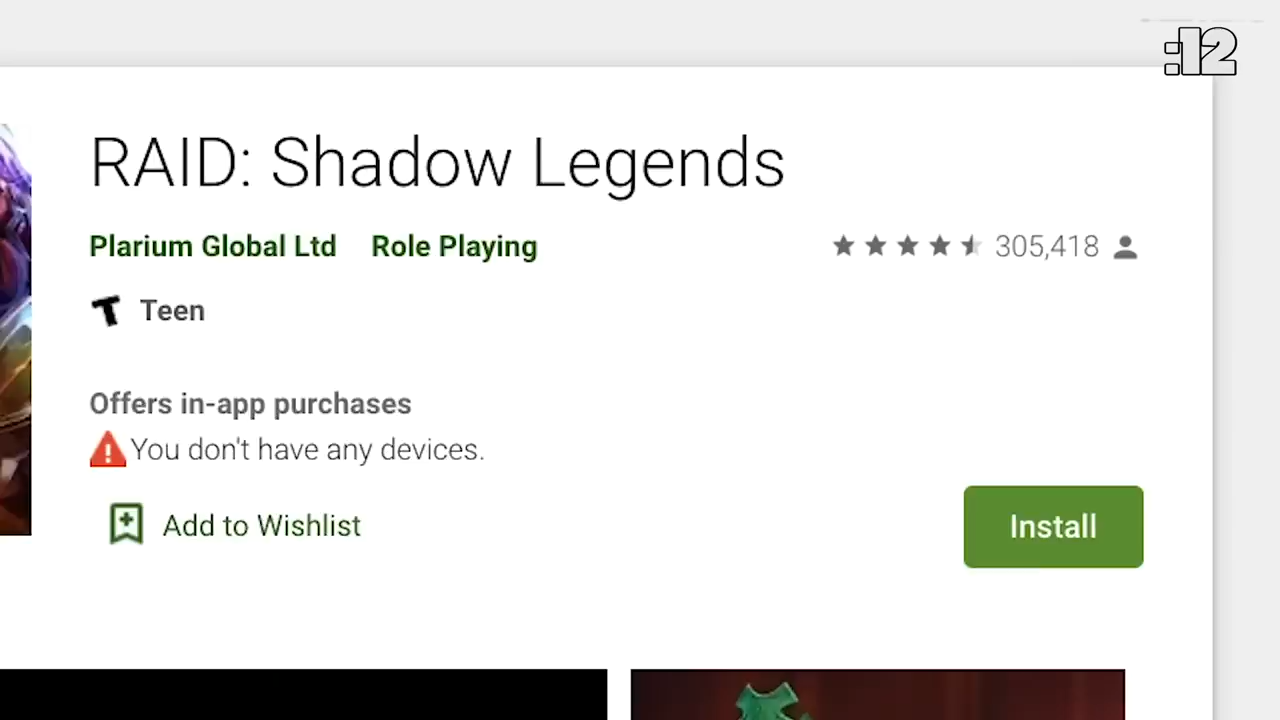 :12
RAID: Shadow Legends
Plarium Global Ltd Role Playing 305,418
T Teen
Offers in-app purchases
You don't have any devices.
Add to Wishlist
Install